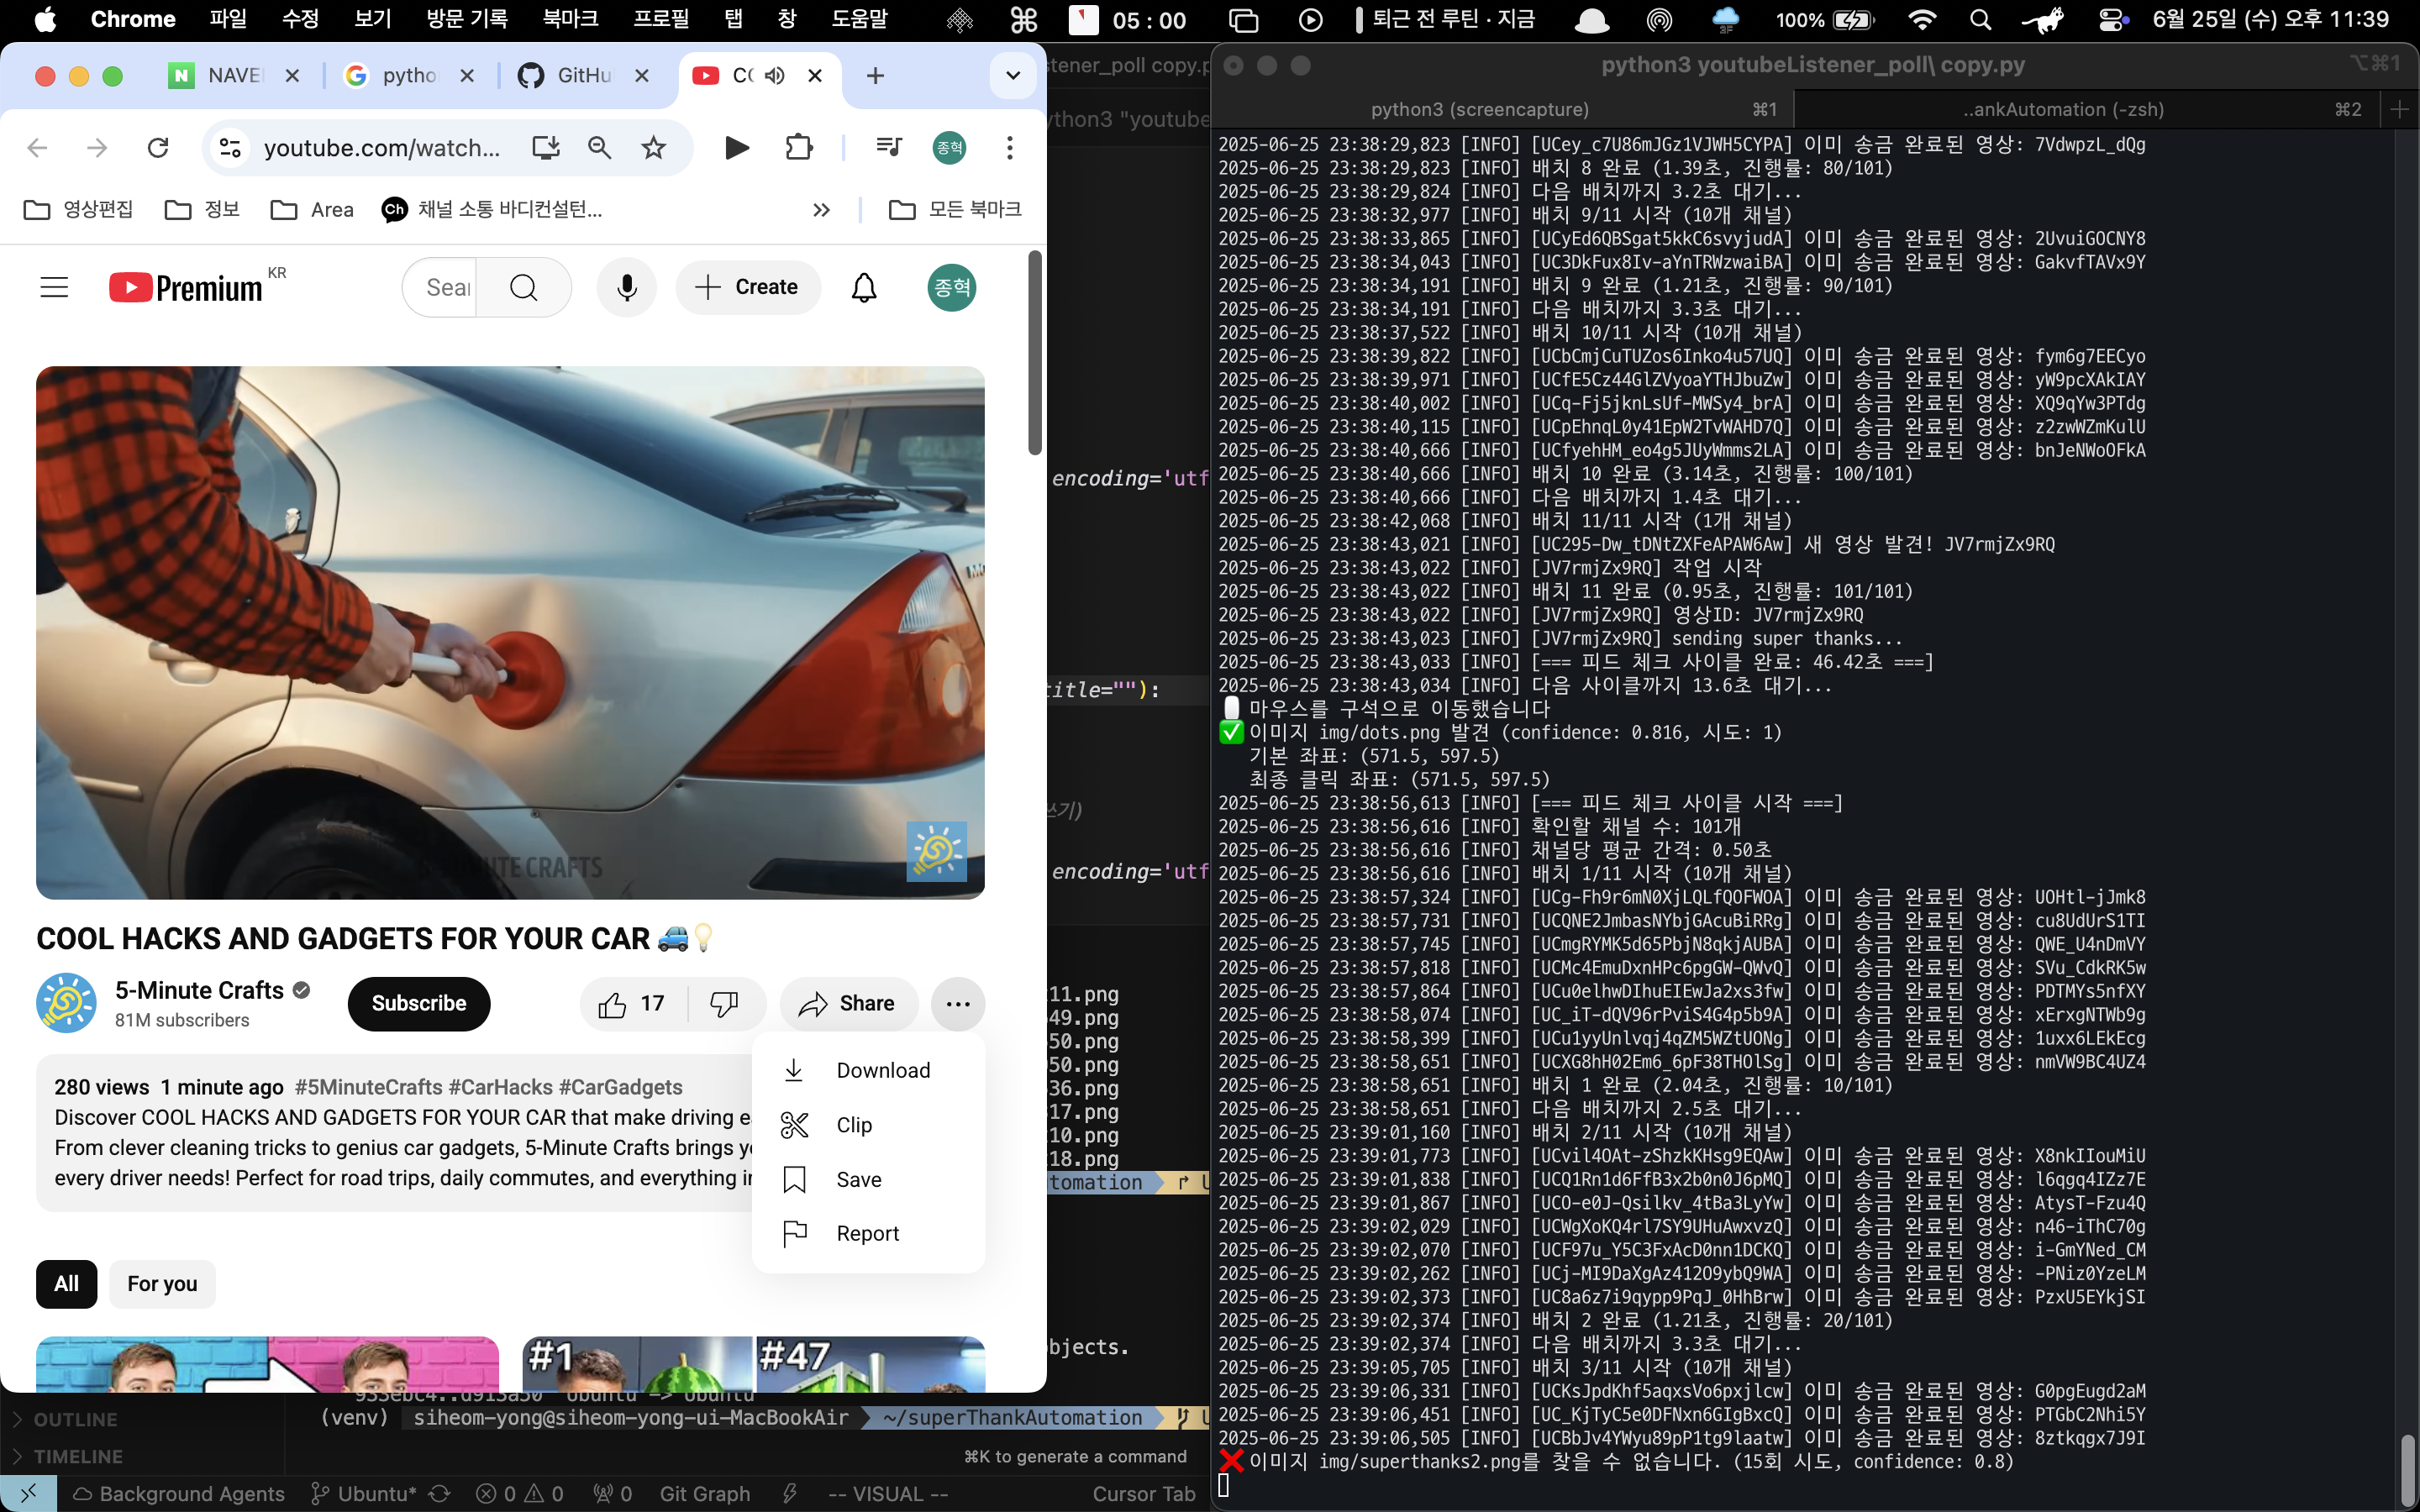 Chrome 파일 수정 보기 방문 기록 북마크 프로필 탭 창 도움말 05 : 00 퇴근 전 루틴 · 지금 3F 100% 6월 25일 (수) 오후 11:39
NAVE
pytho
GitHu
CC
youtube.com/watch...
종혁
영상편집 정보 Area Ch 채널 소통 바디컨설턴... 모든 북마크
Premium KR
Sear
Create
종혁
5-MINUTE CRAFTS
COOL HACKS AND GADGETS FOR YOUR CAR 🚙💡
5-Minute Crafts
81M subscribers
Subscribe
17
Share
280 views 1 minute ago #5MinuteCrafts #CarHacks #CarGadgets
Discover COOL HACKS AND GADGETS FOR YOUR CAR that make driving
From clever cleaning tricks to genius car gadgets, 5-Minute Crafts brings
every driver needs! Perfect for road trips, daily commutes, and everything
Download
Clip
Save
Report
All For you
#1 #47
stener_poll copy.p
ython3 "youtube
encoding='utf
title=""):
쓰기)
encoding='utf
11.png
49.png
50.png
50.png
36.png
17.png
10.png
18.png
tomation
bjects.
(venv) siheom-yong@siheom-yong-ui-MacBookAir ~/superThankAutomation
OUTLINE
TIMELINE
⌘K to generate a command
Background Agents Ubuntu* 0 0 0 Git Graph -- VISUAL -- Cursor Tab
python3 youtubeListener_poll\ copy.py ⌥⌘1
python3 (screencapture) ⌘1 ..ankAutomation (-zsh) ⌘2
2025-06-25 23:38:29,823 [INFO] [UCey_c7U86mJGz1VJWH5CYPA] 이미 송금 완료된 영상: 7VdwpzL_dQg
2025-06-25 23:38:29,823 [INFO] 배치 8 완료 (1.39초, 진행률: 80/101)
2025-06-25 23:38:29,824 [INFO] 다음 배치까지 3.2초 대기...
2025-06-25 23:38:32,977 [INFO] 배치 9/11 시작 (10개 채널)
2025-06-25 23:38:33,865 [INFO] [UCyEd6QBSgat5kkC6svyjudA] 이미 송금 완료된 영상: 2UvuiGOCNY8
2025-06-25 23:38:34,043 [INFO] [UC3DkFux8Iv-aYnTRWzwaiBA] 이미 송금 완료된 영상: GakvfTAVx9Y
2025-06-25 23:38:34,191 [INFO] 배치 9 완료 (1.21초, 진행률: 90/101)
2025-06-25 23:38:34,191 [INFO] 다음 배치까지 3.3초 대기...
2025-06-25 23:38:37,522 [INFO] 배치 10/11 시작 (10개 채널)
2025-06-25 23:38:39,822 [INFO] [UCbCmjCuTUZos6Inko4u57UQ] 이미 송금 완료된 영상: fym6g7EECyo
2025-06-25 23:38:39,971 [INFO] [UCfE5Cz44GlZVyoaYTHJbuZw] 이미 송금 완료된 영상: yW9pcXAkIAY
2025-06-25 23:38:40,002 [INFO] [UCq-Fj5jknLsUf-MWSy4_brA] 이미 송금 완료된 영상: XQ9qYw3PTdg
2025-06-25 23:38:40,115 [INFO] [UCpEhnqL0y41EpW2TvWAHD7Q] 이미 송금 완료된 영상: z2zwWZmKulU
2025-06-25 23:38:40,666 [INFO] [UCfyehHM_eo4g5JUyWmms2LA] 이미 송금 완료된 영상: bnJeNWoOFkA
2025-06-25 23:38:40,666 [INFO] 배치 10 완료 (3.14초, 진행률: 100/101)
2025-06-25 23:38:40,666 [INFO] 다음 배치까지 1.4초 대기...
2025-06-25 23:38:42,068 [INFO] 배치 11/11 시작 (1개 채널)
2025-06-25 23:38:43,021 [INFO] [UC295-Dw_tDNtZXFeAPAW6Aw] 새 영상 발견! JV7rmjZx9RQ
2025-06-25 23:38:43,022 [INFO] [JV7rmjZx9RQ] 작업 시작
2025-06-25 23:38:43,022 [INFO] 배치 11 완료 (0.95초, 진행률: 101/101)
2025-06-25 23:38:43,022 [INFO] [JV7rmjZx9RQ] 영상ID: JV7rmjZx9RQ
2025-06-25 23:38:43,023 [INFO] [JV7rmjZx9RQ] sending super thanks...
2025-06-25 23:38:43,033 [INFO] [=== 피드 체크 사이클 완료: 46.42초 ===]
2025-06-25 23:38:43,034 [INFO] 다음 사이클까지 13.6초 대기...
🖱️ 마우스를 구석으로 이동했습니다
✅ 이미지 img/dots.png 발견 (confidence: 0.816, 시도: 1)
기본 좌표: (571.5, 597.5)
최종 클릭 좌표: (571.5, 597.5)
2025-06-25 23:38:56,613 [INFO] [=== 피드 체크 사이클 시작 ===]
2025-06-25 23:38:56,616 [INFO] 확인할 채널 수: 101개
2025-06-25 23:38:56,616 [INFO] 채널당 평균 간격: 0.50초
2025-06-25 23:38:56,616 [INFO] 배치 1/11 시작 (10개 채널)
2025-06-25 23:38:57,324 [INFO] [UCg-Fh9r6mN0XjLQLfQOFWOA] 이미 송금 완료된 영상: UOHtl-jJmk8
2025-06-25 23:38:57,731 [INFO] [UCQNE2JmbasNYbjGAcuBiRRg] 이미 송금 완료된 영상: cu8UdUrS1TI
2025-06-25 23:38:57,745 [INFO] [UCmgRYMK5d65PbjN8qkjAUBA] 이미 송금 완료된 영상: QWE_U4nDmVY
2025-06-25 23:38:57,818 [INFO] [UCMc4EmuDxnHPc6pgGW-QWvQ] 이미 송금 완료된 영상: SVu_CdkRK5w
2025-06-25 23:38:57,864 [INFO] [UCu0elhwDIhuEIEwJa2xs3fw] 이미 송금 완료된 영상: PDTMYs5nfXY
2025-06-25 23:38:58,074 [INFO] [UC_iT-dQV96rPviS4G4p5b9A] 이미 송금 완료된 영상: xErxgNTWb9g
2025-06-25 23:38:58,399 [INFO] [UCu1yyUnlvqj4qZM5WZtUONg] 이미 송금 완료된 영상: 1uxx6LEkEcg
2025-06-25 23:38:58,651 [INFO] [UCXG8hH02Em6_6pF38THOlSg] 이미 송금 완료된 영상: nmVW9BC4UZ4
2025-06-25 23:38:58,651 [INFO] 배치 1 완료 (2.04초, 진행률: 10/101)
2025-06-25 23:38:58,651 [INFO] 다음 배치까지 2.5초 대기...
2025-06-25 23:39:01,160 [INFO] 배치 2/11 시작 (10개 채널)
2025-06-25 23:39:01,773 [INFO] [UCvil4OAt-zShzkKHsg9EQAw] 이미 송금 완료된 영상: X8nkIIouMiU
2025-06-25 23:39:01,838 [INFO] [UCQ1Rn1d6FfB3x2b0n0J6pMQ] 이미 송금 완료된 영상: l6qgq4IZz7E
2025-06-25 23:39:01,867 [INFO] [UCO-e0J-Qsilkv_4tBa3LyYw] 이미 송금 완료된 영상: AtysT-Fzu4Q
2025-06-25 23:39:02,029 [INFO] [UCWgXoKQ4rl7SY9UHuAwxvzQ] 이미 송금 완료된 영상: n46-iThC70g
2025-06-25 23:39:02,070 [INFO] [UCF97u_Y5C3FxAcD0nn1DCKQ] 이미 송금 완료된 영상: i-GmYNed_CM
2025-06-25 23:39:02,262 [INFO] [UCj-MI9DaXgAz412O9ybQ9WA] 이미 송금 완료된 영상: -PNiz0YzeLM
2025-06-25 23:39:02,373 [INFO] [UC8a6z7i9qypp9PqJ_0HhBrw] 이미 송금 완료된 영상: PzxU5EYkjSI
2025-06-25 23:39:02,374 [INFO] 배치 2 완료 (1.21초, 진행률: 20/101)
2025-06-25 23:39:02,374 [INFO] 다음 배치까지 3.3초 대기...
2025-06-25 23:39:05,705 [INFO] 배치 3/11 시작 (10개 채널)
2025-06-25 23:39:06,331 [INFO] [UCKsJpdKhf5aqxsVo6pxjlcw] 이미 송금 완료된 영상: G0pgEugd2aM
2025-06-25 23:39:06,451 [INFO] [UC_KjTyC5e0DFNxn6GIgBxcQ] 이미 송금 완료된 영상: PTGbC2Nhi5Y
2025-06-25 23:39:06,505 [INFO] [UCBbJv4YWyu89pP1tg9laatw] 이미 송금 완료된 영상: 8ztkqgx7J9I
❌ 이미지 img/superthanks2.png를 찾을 수 없습니다. (15회 시도, confidence: 0.8)